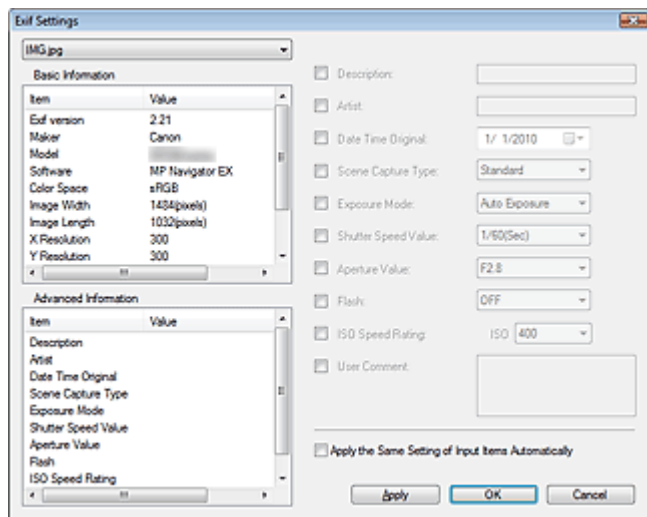 Exif Settings
IMG.jpg
Basic Information
Item Value
Exif version 2.21
Maker Canon
Model
Software MP Navigator EX
Color Space sRGB
Image Width 1484(pixels)
Image Length 1032(pixels)
X Resolution 300
Y Resolution 300
Advanced Information
Item Value
Description
Artist
Date Time Original
Scene Capture Type
Exposure Mode
Shutter Speed Value
Aperture Value
Flash
ISO Speed Rating
Description:
Artist:
Date Time Original: 1/ 1/2010
Scene Capture Type: Standard
Exposure Mode: Auto Exposure
Shutter Speed Value: 1/60(Sec)
Aperture Value: F2.8
Flash: OFF
ISO Speed Rating: ISO 400
User Comment:
Apply the Same Setting of Input Items Automatically
Apply OK Cancel